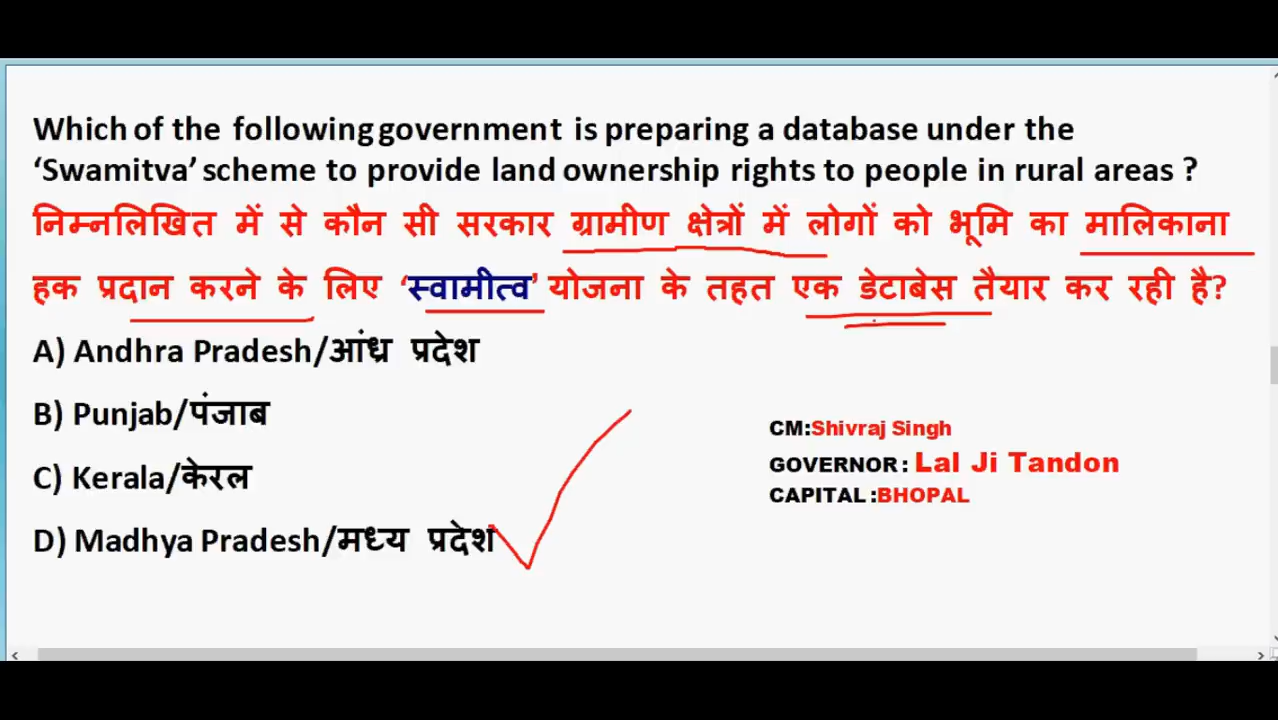 Which of the following government is preparing a database under the
‘Swamitva’ scheme to provide land ownership rights to people in rural areas ?
निम्नलिखित में से कौन सी सरकार ग्रामीण क्षेत्रों में लोगों को भूमि का मालिकाना
हक प्रदान करने के लिए ‘स्वामीत्व’ योजना के तहत एक डेटाबेस तैयार कर रही है?
A) Andhra Pradesh/आंध्र प्रदेश
B) Punjab/पंजाब
C) Kerala/केरल
D) Madhya Pradesh/मध्य प्रदेश
CM:Shivraj Singh
GOVERNOR : Lal Ji Tandon
CAPITAL :BHOPAL